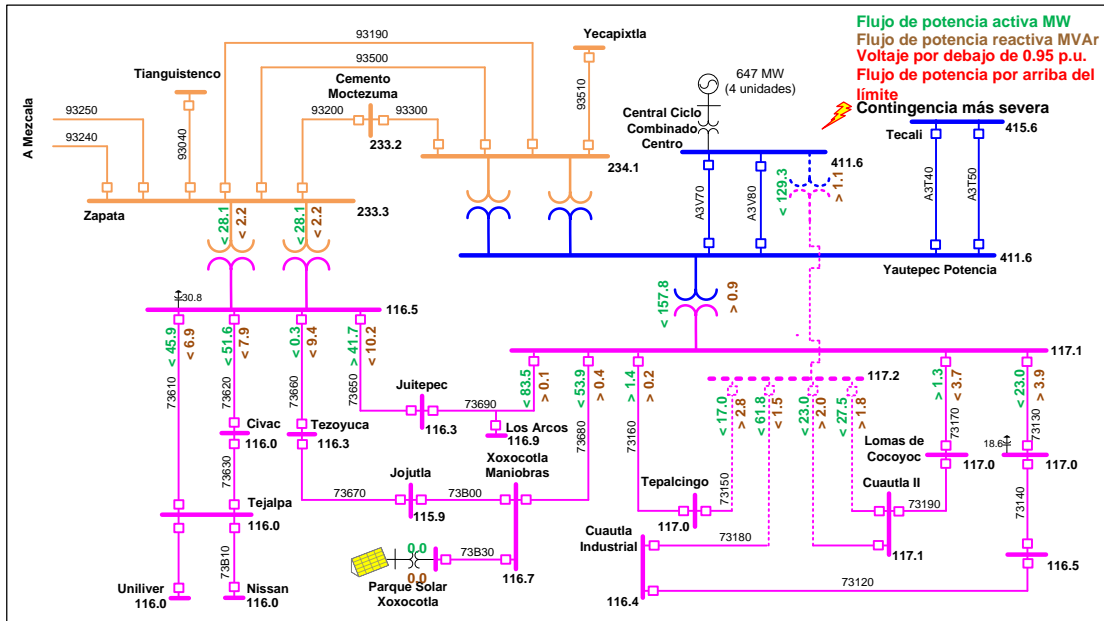 Flujo de potencia activa MW
Flujo de potencia reactiva MVAr
Voltaje por debajo de 0.95 p.u.
Flujo de potencia por arriba del
límite
Contingencia más severa
93190
93500
Yecapixtla
Tianguistenco
Cemento
Moctezuma
647 MW
(4 unidades)
Central Ciclo
Combinado
Centro
A Mezcala
93250
93240
93040
93200
93300
93510
233.2
234.1
Tecali
415.6
411.6
Zapata
233.3
A3V70
A3V80
A3T40
A3T50
< 129.3
> 1.1
< 28.1
< 2.2
< 28.1
< 2.2
411.6
Yautepec Potencia
30.8
116.5
< 157.8
> 0.9
117.1
< 45.9
< 6.9
< 51.6
< 7.9
< 0.3
< 9.4
> 41.7
< 10.2
73610
73620
73660
73650
< 83.5
> 0.1
< 53.9
> 0.4
> 1.4
> 0.2
117.2
> 1.3
< 3.7
< 23.0
> 3.9
< 17.0
> 2.8
< 61.8
< 1.5
< 23.0
> 2.0
< 27.5
> 1.8
Juitepec
116.3
73690
Los Arcos
116.9
73680
73160
73170
73130
Civac
116.0
Tezoyuca
116.3
Xoxocotla
Maniobras
Lomas de
Cocoyoc
117.0
18.6
117.0
73630
Jojutla
73670
115.9
73B00
Tepalcingo
117.0
73150
Cuautla II
73190
117.1
73140
Tejalpa
116.0
73B10
Cuautla
Industrial
73180
0.0
0.0
73B30
116.7
Parque Solar
Xoxocotla
116.5
Uniliver
116.0
Nissan
116.0
116.4
73120